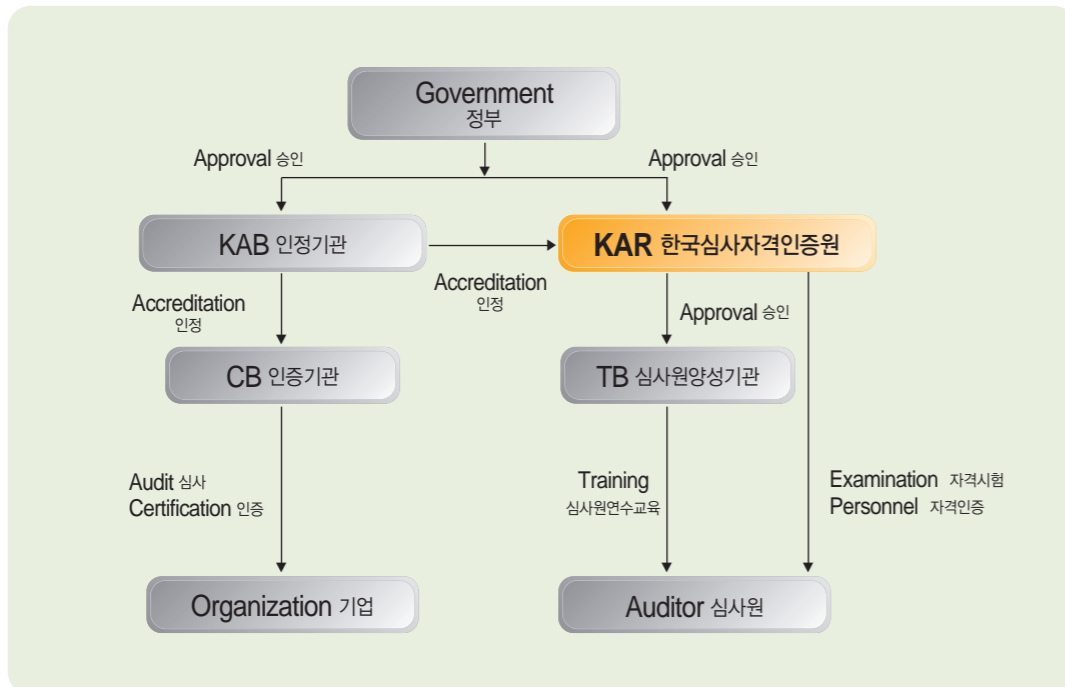 Government
정부
Approval 승인
Approval 승인
KAB 인정기관
KAR 한국심사자격인증원
Accreditation
인정
Accreditation
인정
Approval 승인
CB 인증기관
TB 심사원양성기관
Audit 심사
Certification 인증
Training
심사원연수교육
Examination 자격시험
Personnel 자격인증
Organization 기업
Auditor 심사원